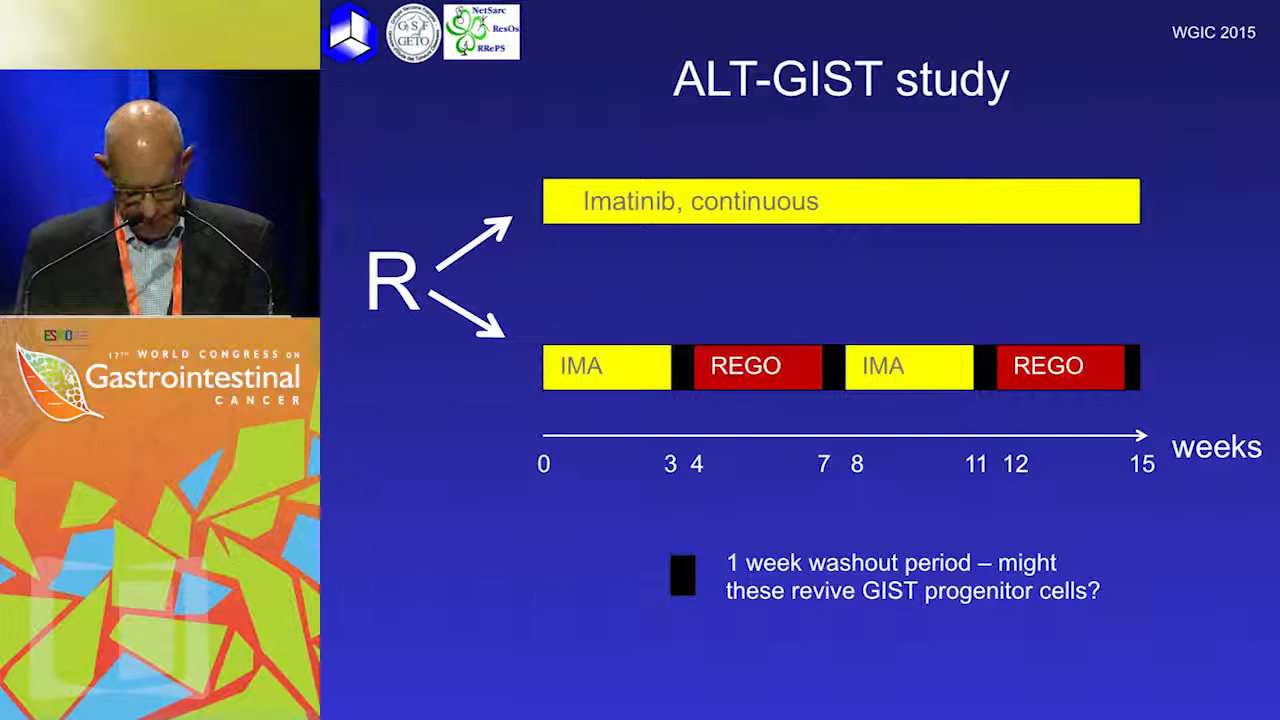 NetSarc
ResOs
RRePS
GSF
GETO
WGIC 2015
ALT-GIST study
Imatinib, continuous
R
IMA REGO IMA REGO
weeks
0 3 4 7 8 11 12 15
1 week washout period – might
these revive GIST progenitor cells?
17TH WORLD CONGRESS ON
Gastrointestinal
CANCER